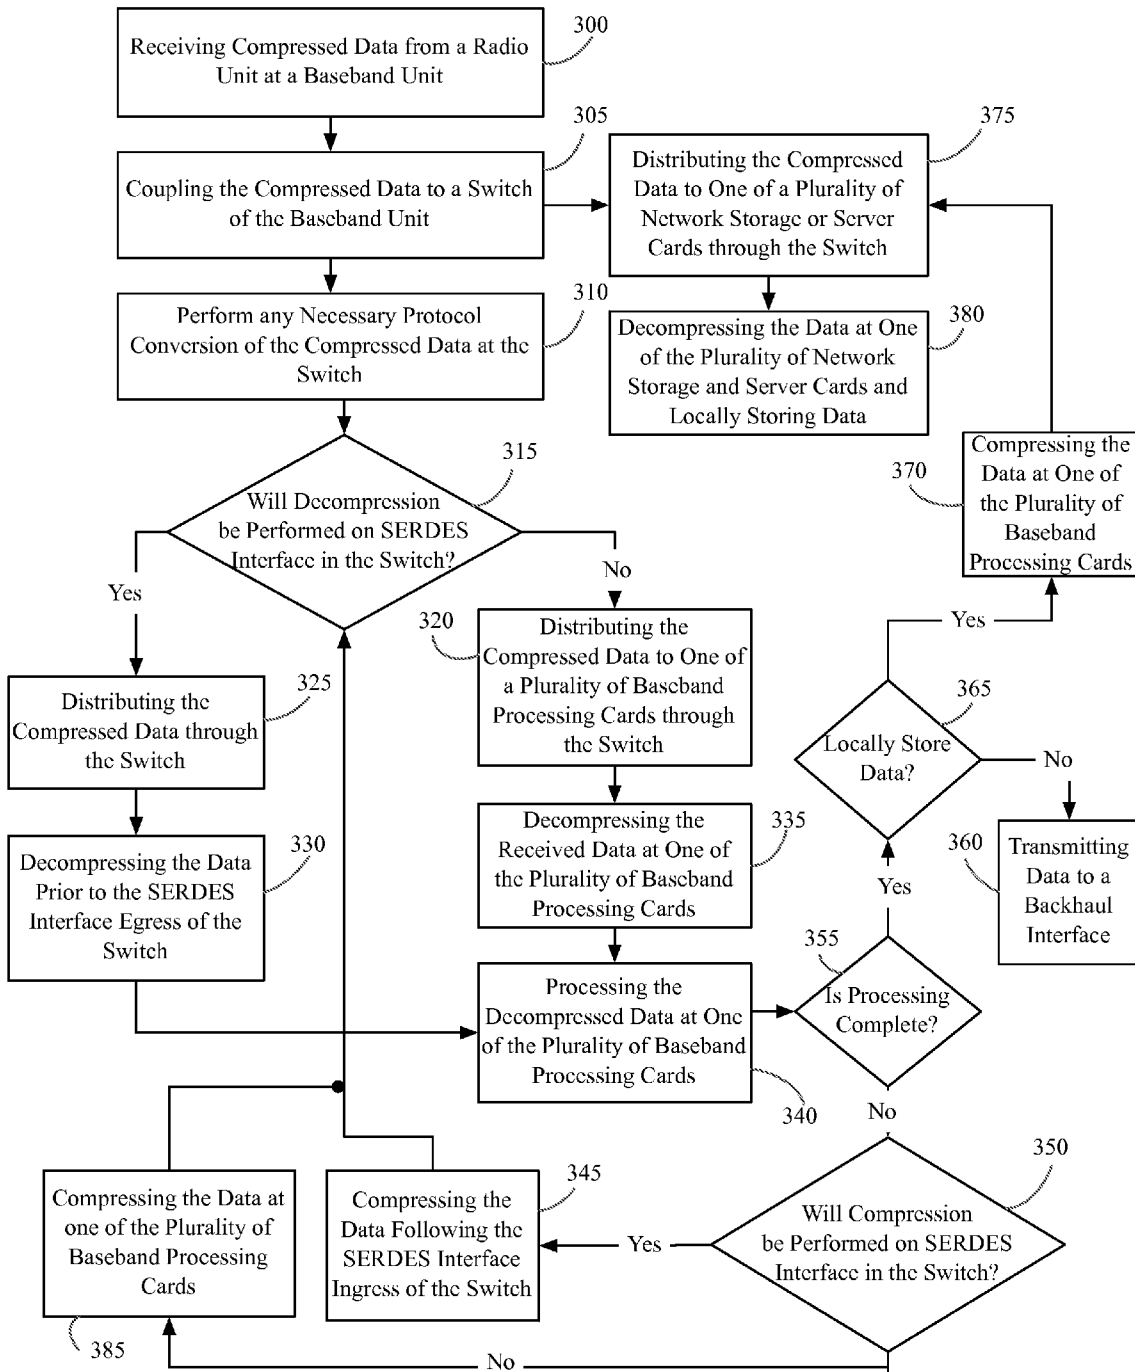 300
Receiving Compressed Data from a Radio
Unit at a Baseband Unit
305
Coupling the Compressed Data to a Switch
of the Baseband Unit
375
Distributing the Compressed
Data to One of a Plurality of
Network Storage or Server
Cards through the Switch
310
Perform any Necessary Protocol
Conversion of the Compressed Data at the
Switch
380
Decompressing the Data at One
of the Plurality of Network
Storage and Server Cards and
Locally Storing Data
315
Will Decompression
be Performed on SERDES
Interface in the Switch?
Yes
No
370
Compressing the
Data at One of
the Plurality of
Baseband
Processing Cards
Yes
320
Distributing the
Compressed Data to One of
a Plurality of Baseband
Processing Cards through
the Switch
325
Distributing the
Compressed Data through
the Switch
365
Locally Store
Data?
No
330
Decompressing the Data
Prior to the SERDES
Interface Egress of the
Switch
335
Decompressing the
Received Data at One of
the Plurality of Baseband
Processing Cards
360
Transmitting
Data to a
Backhaul
Interface
Yes
355
Is Processing
Complete?
Processing the
Decompressed Data at One
of the Plurality of Baseband
Processing Cards
340
No
350
Will Compression
be Performed on SERDES
Interface in the Switch?
Yes
345
Compressing the
Data Following the
SERDES Interface
Ingress of the Switch
Compressing the Data at
one of the Plurality of
Baseband Processing
Cards
385
No